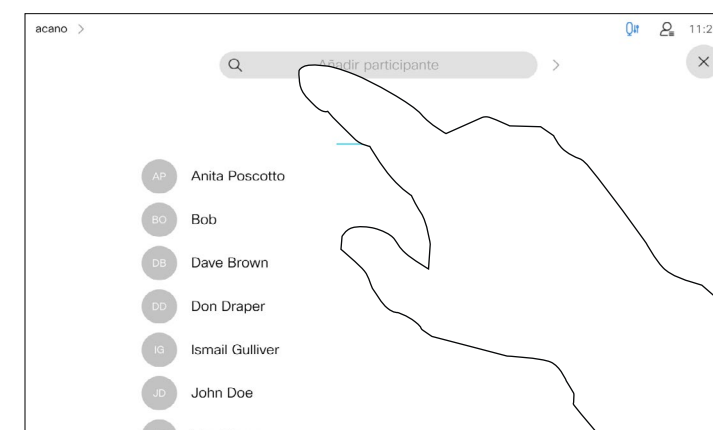 acano >
11:2
Añadir participante
AP Anita Poscotto
BO Bob
DB Dave Brown
DD Don Draper
IG Ismail Gulliver
JD John Doe